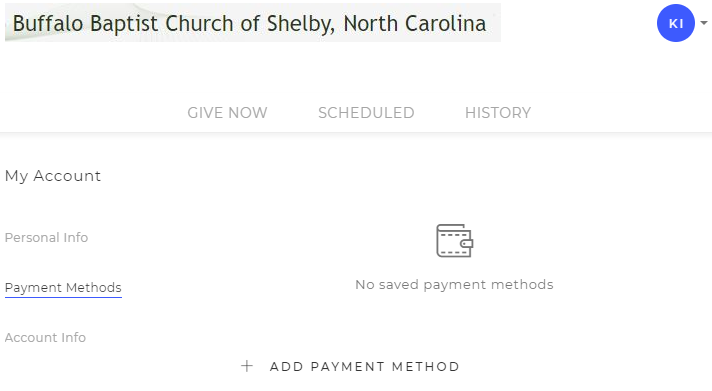 Buffalo Baptist Church of Shelby, North Carolina
KI
GIVE NOW SCHEDULED HISTORY
My Account
Personal Info
Payment Methods
No saved payment methods
Account Info
+ ADD PAYMENT METHOD